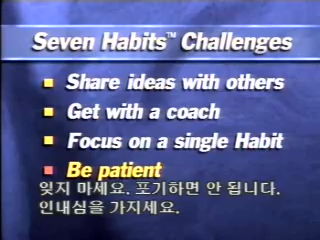 Seven Habits™ Challenges
Share ideas with others
Get with a coach
Focus on a single Habit
Be patient
잊지 마세요. 포기하면 안 됩니다.
인내심을 가지세요.